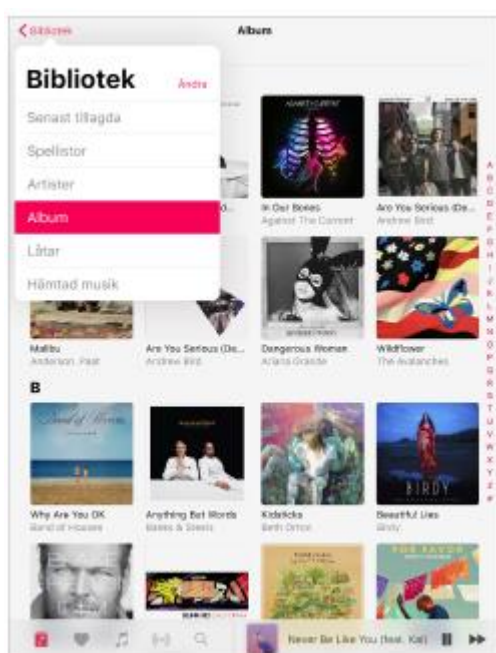 Bibliotek
Album
Bibliotek
Ändra
Senast tillagda
Spellistor
Artister
Album
Låtar
Hämtad musik
In Our Bones
Against The Current
Are You Serious (De...
Andrew Bird
Malibu
Anderson .Paak
Are You Serious (De...
Andrew Bird
Dangerous Woman
Ariana Grande
Wildflower
The Avalanches
B
Why Are You OK
Band of Horses
Anything But Words
Banks & Steelz
Kidsticks
Beth Orton
BIRDY
Beautiful Lies
Birdy
POR FAVOR
Never Be Like You (feat. Kai)
A
B
C
D
E
F
G
H
I
J
K
L
M
N
O
P
Q
R
S
T
U
V
W
X
Y
Z
#